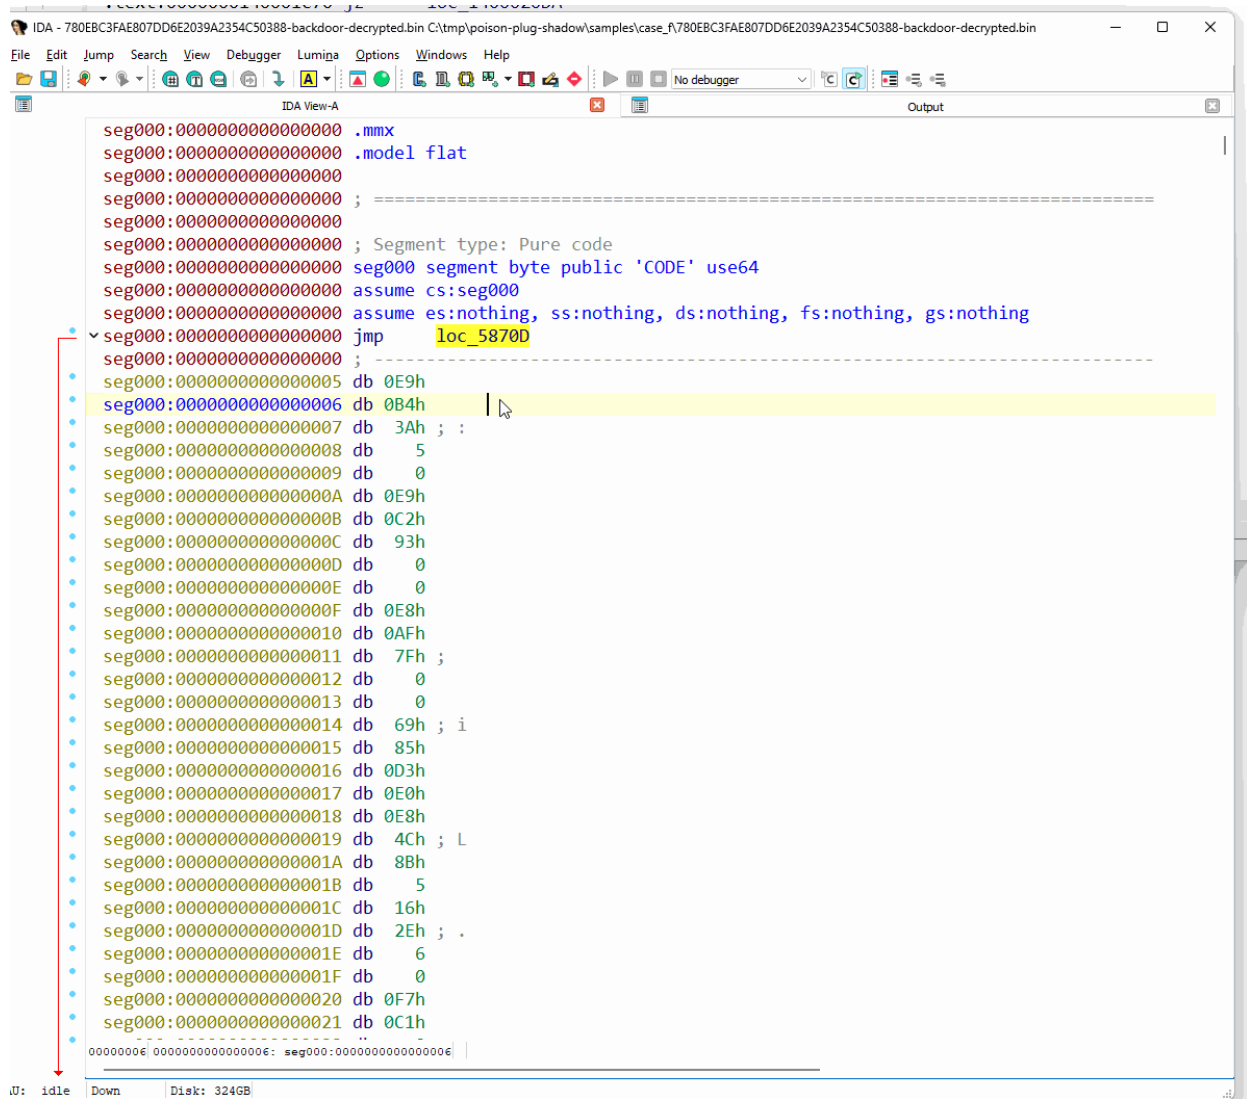 IDA - 780EBC3FAE807DD6E2039A2354C50388-backdoor-decrypted.bin C:\tmp\poison-plug-shadow\samples\case_f\780EBC3FAE807DD6E2039A2354C50388-backdoor-decrypted.bin
File Edit Jump Search View Debugger Lumina Options Windows Help
No debugger
IDA View-A Output
seg000:0000000000000000 .mmx
seg000:0000000000000000 .model flat
seg000:0000000000000000
seg000:0000000000000000 ; ===========================================================================
seg000:0000000000000000
seg000:0000000000000000 ; Segment type: Pure code
seg000:0000000000000000 seg000 segment byte public 'CODE' use64
seg000:0000000000000000 assume cs:seg000
seg000:0000000000000000 assume es:nothing, ss:nothing, ds:nothing, fs:nothing, gs:nothing
seg000:0000000000000000 jmp     loc_5870D
seg000:0000000000000000 ; ---------------------------------------------------------------------------
seg000:0000000000000005 db 0E9h
seg000:0000000000000006 db 0B4h
seg000:0000000000000007 db  3Ah ; :
seg000:0000000000000008 db    5
seg000:0000000000000009 db    0
seg000:000000000000000A db 0E9h
seg000:000000000000000B db 0C2h
seg000:000000000000000C db  93h
seg000:000000000000000D db    0
seg000:000000000000000E db    0
seg000:000000000000000F db 0E8h
seg000:0000000000000010 db 0AFh
seg000:0000000000000011 db  7Fh ;
seg000:0000000000000012 db    0
seg000:0000000000000013 db    0
seg000:0000000000000014 db  69h ; i
seg000:0000000000000015 db  85h
seg000:0000000000000016 db 0D3h
seg000:0000000000000017 db 0E0h
seg000:0000000000000018 db 0E8h
seg000:0000000000000019 db  4Ch ; L
seg000:000000000000001A db  8Bh
seg000:000000000000001B db    5
seg000:000000000000001C db  16h
seg000:000000000000001D db  2Eh ; .
seg000:000000000000001E db    6
seg000:000000000000001F db    0
seg000:0000000000000020 db 0F7h
seg000:0000000000000021 db 0C1h
00000006 0000000000000006: seg000:0000000000000006
AU: idle Down Disk: 324GB